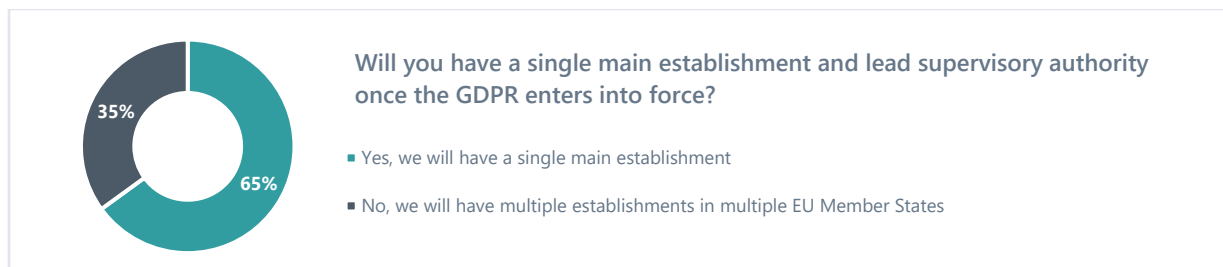 Will you have a single main establishment and lead supervisory authority
once the GDPR enters into force?
35%
65%
Yes, we will have a single main establishment
No, we will have multiple establishments in multiple EU Member States